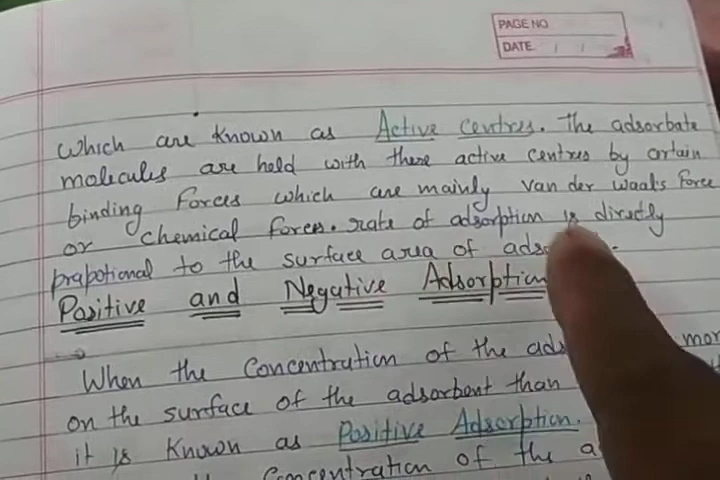 PAGE NO
DATE / /
which are known as Active centres. The adsorbate
molecules are held with these active centres by certain
binding forces which are mainly van der waals force
or chemical forces. rate of adsorption is directly
prapotional to the surface area of
Positive and Negative Adsorption
When the Concentration of the
on the surface of the adsorbent than
it is known as Positive Adsorption.
Concentration of the